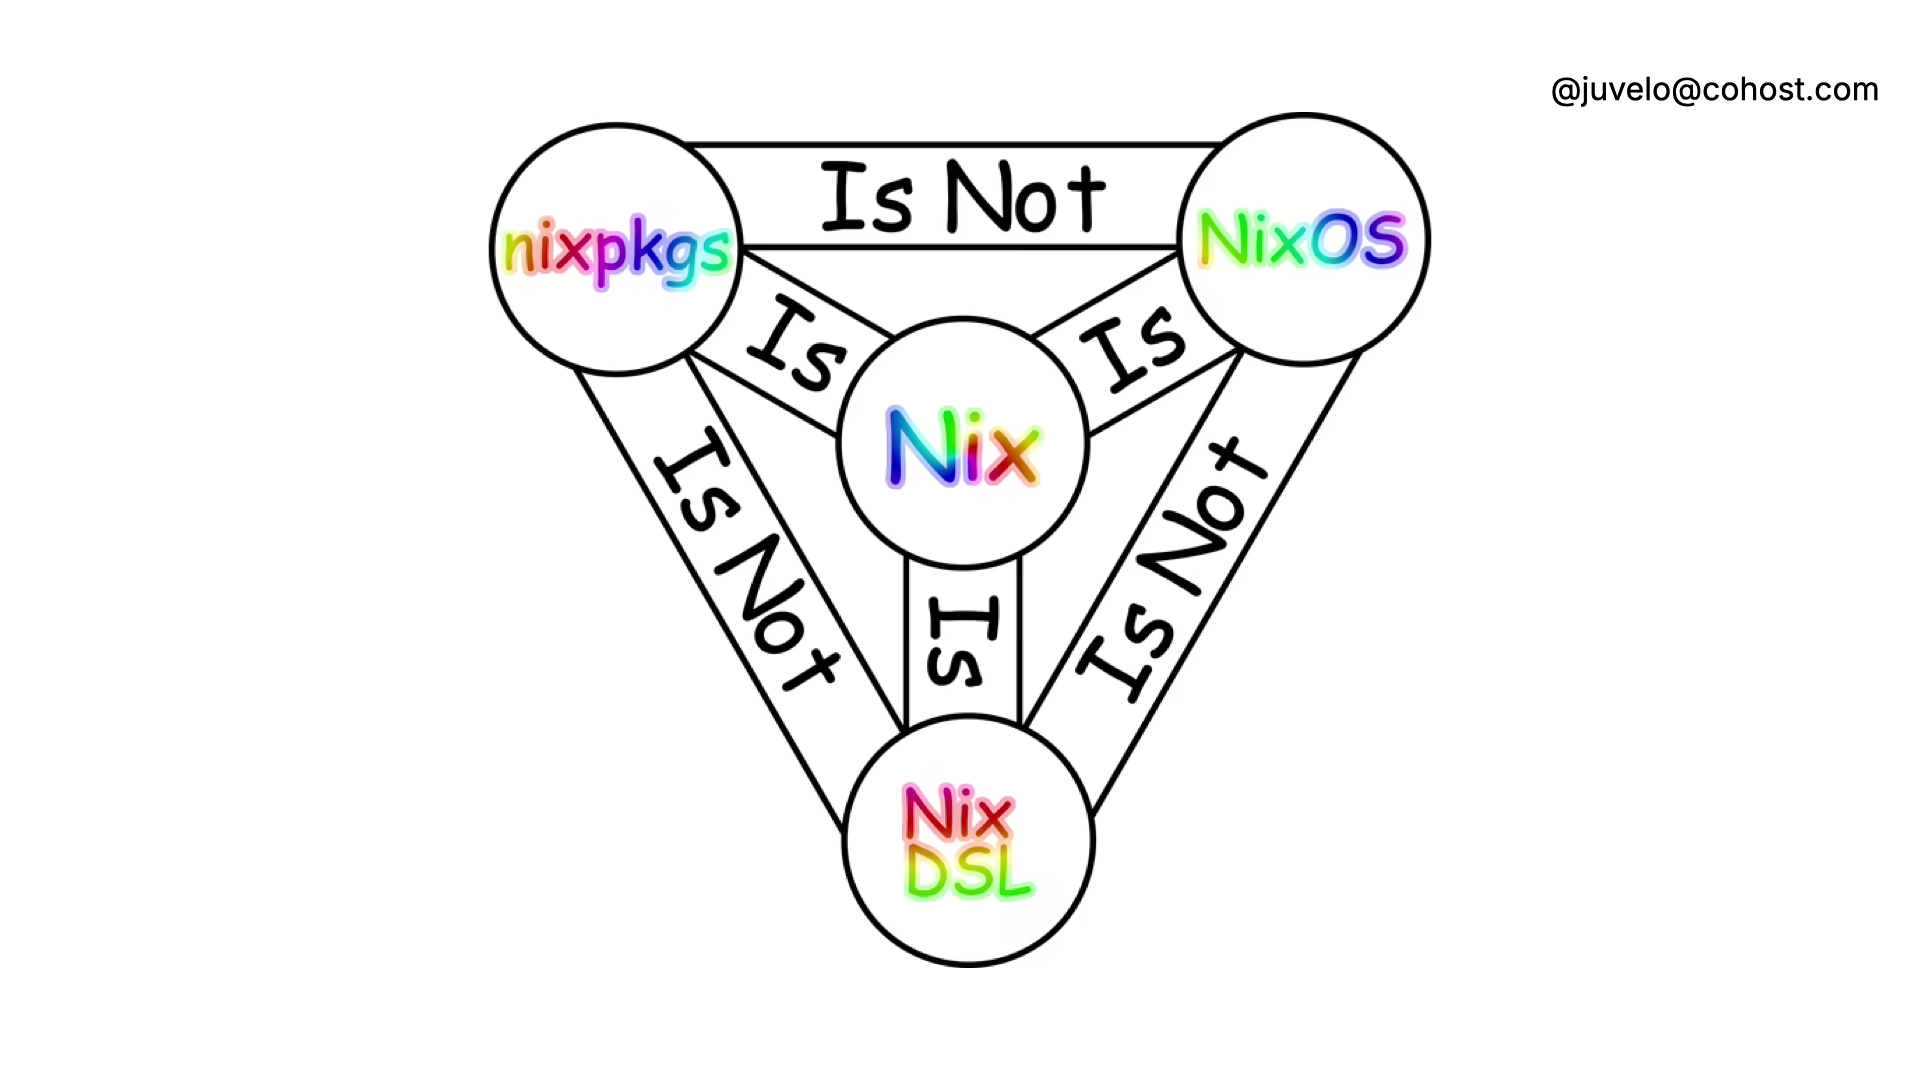 @juvelo@cohost.com
nixpkgs
Is Not
NixOS
Is
Is
Nix
Is Not
Is
Is Not
Nix
DSL